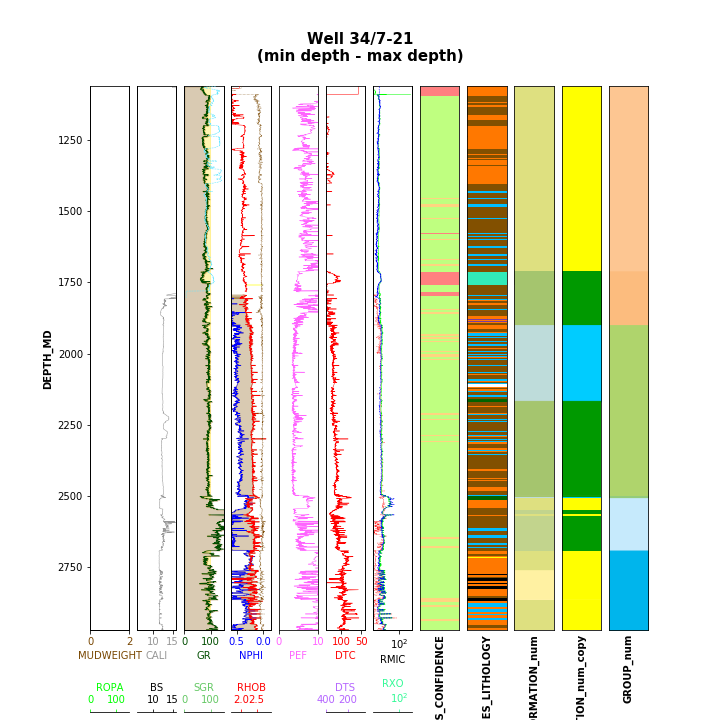 Well 34/7-21
(min depth - max depth)
DEPTH_MD
1250
1500
1750
2000
2250
2500
2750
0 2 10 15 0 100 0.5 0.0 0 10 100 50 10²
MUDWEIGHT CALI GR NPHI PEF DTC RMIC
ROPA BS SGR RHOB DTS RXO
0 100 10 15 0 100 2.02.5 400 200 10²
S_CONFIDENCE
ES_LITHOLOGY
RMATION_num
TION_num_copy
GROUP_num